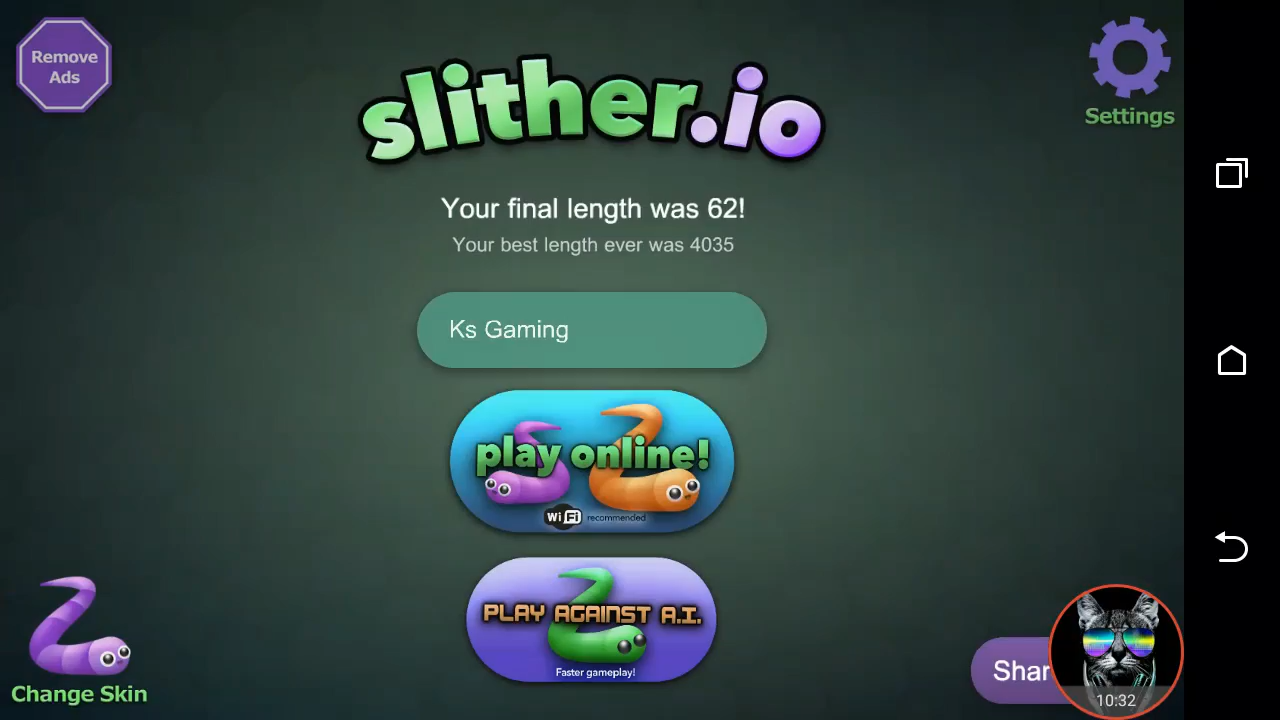 Remove
Ads
slither.io
Settings
Your final length was 62!
Your best length ever was 4035
Ks Gaming
play online!
WiFi recommended
PLAY AGAINST A.I.
Faster gameplay!
Change Skin
Shar
10:32